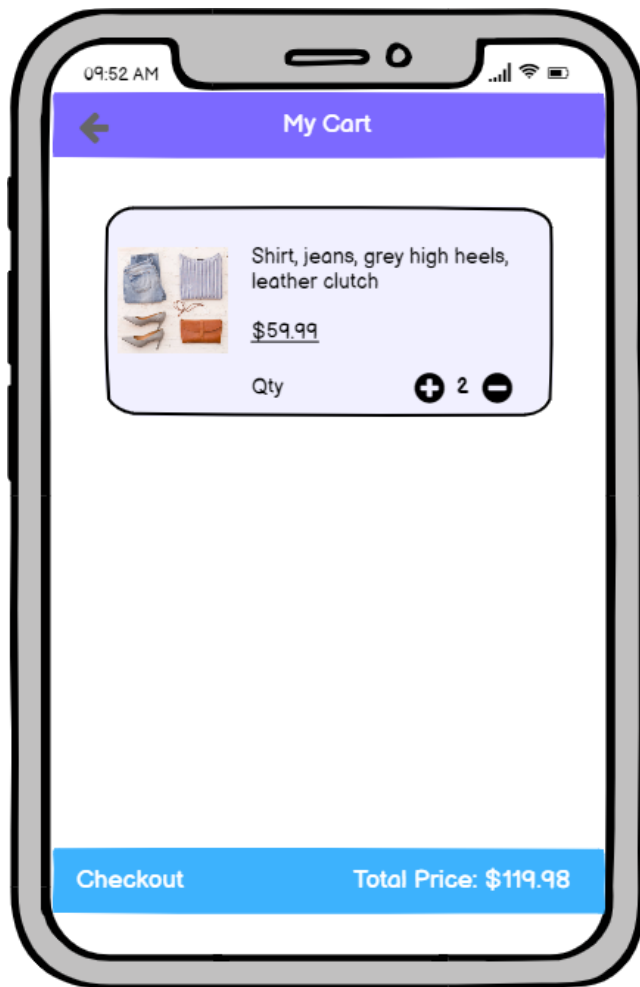 09:52 AM
My Cart
Shirt, jeans, grey high heels,
leather clutch
$59.99
Qty 2
Checkout Total Price: $119.98